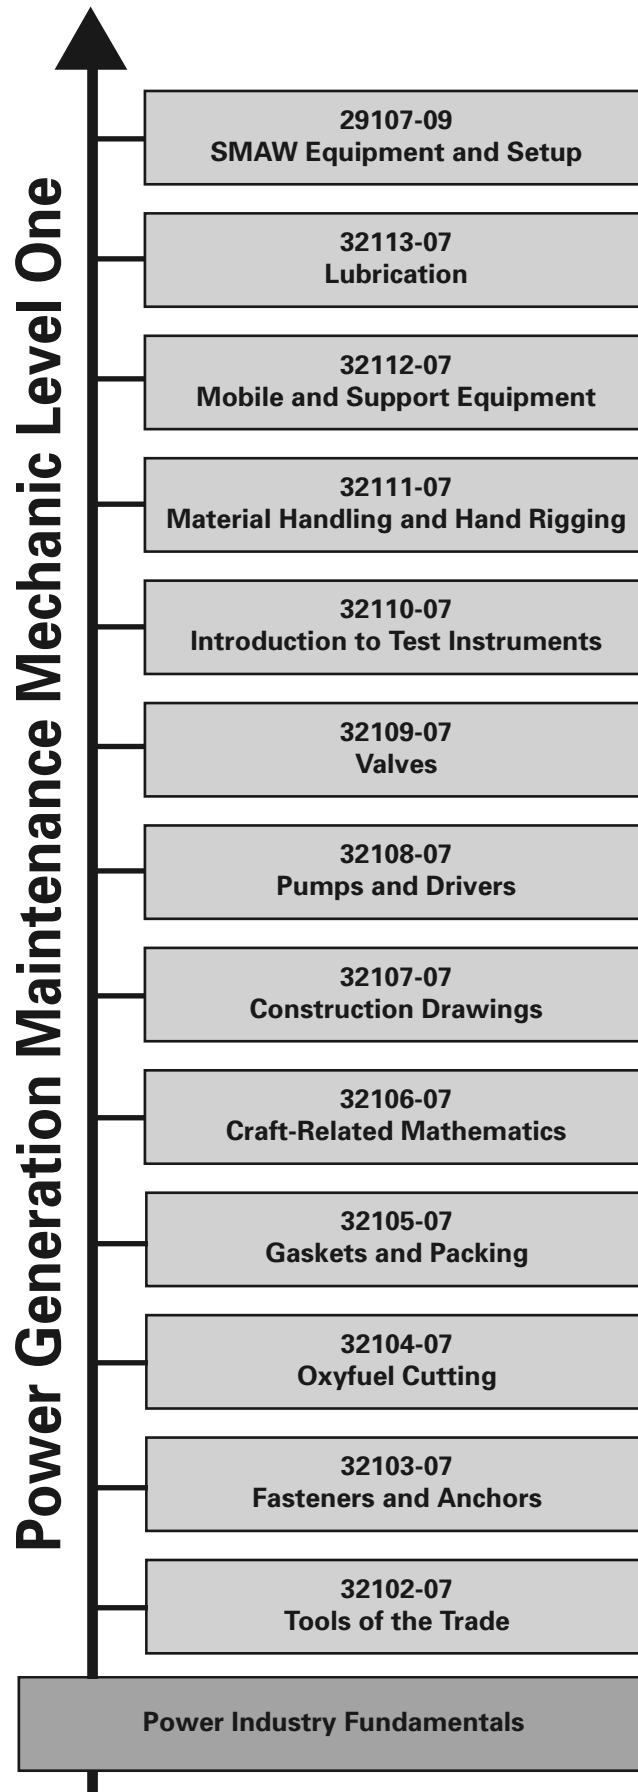 Power Generation Maintenance Mechanic Level One
29107-09
SMAW Equipment and Setup
32113-07
Lubrication
32112-07
Mobile and Support Equipment
32111-07
Material Handling and Hand Rigging
32110-07
Introduction to Test Instruments
32109-07
Valves
32108-07
Pumps and Drivers
32107-07
Construction Drawings
32106-07
Craft-Related Mathematics
32105-07
Gaskets and Packing
32104-07
Oxyfuel Cutting
32103-07
Fasteners and Anchors
32102-07
Tools of the Trade
Power Industry Fundamentals